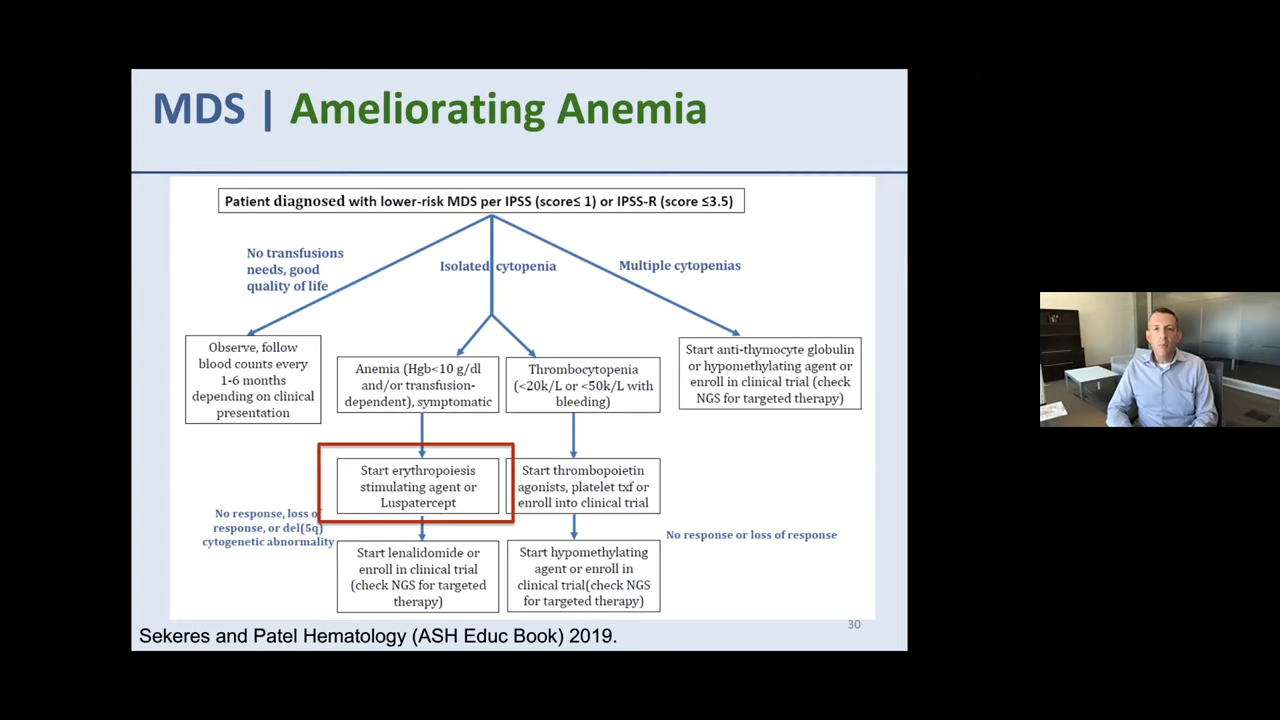 MDS | Ameliorating Anemia
Patient diagnosed with lower-risk MDS per IPSS (score≤ 1) or IPSS-R (score ≤3.5)
No transfusions
needs, good
quality of life
Isolated cytopenia
Multiple cytopenias
Observe, follow
blood counts every
1-6 months
depending on clinical
presentation
Anemia (Hgb<10 g/dl
and/or transfusion-
dependent), symptomatic
Thrombocytopenia
(<20k/L or <50k/L with
bleeding)
Start anti-thymocyte globulin
or hypomethylating agent or
enroll in clinical trial (check
NGS for targeted therapy)
Start erythropoiesis
stimulating agent or
Luspatercept
Start thrombopoietin
agonists, platelet txf or
enroll into clinical trial
No response, loss of
response, or del(5q)
cytogenetic abnormality
No response or loss of response
Start lenalidomide or
enroll in clinical trial
(check NGS for targeted
therapy)
Start hypomethylating
agent or enroll in
clinical trial(check NGS
for targeted therapy)
30
Sekeres and Patel Hematology (ASH Educ Book) 2019.